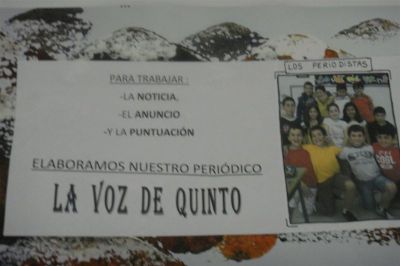 PARA TRABAJAR :
-LA NOTICIA,
-EL ANUNCIO
-Y LA PUNTUACIÓN
ELABORAMOS NUESTRO PERIÓDICO
LA VOZ DE QUINTO
LOS PERIODISTAS